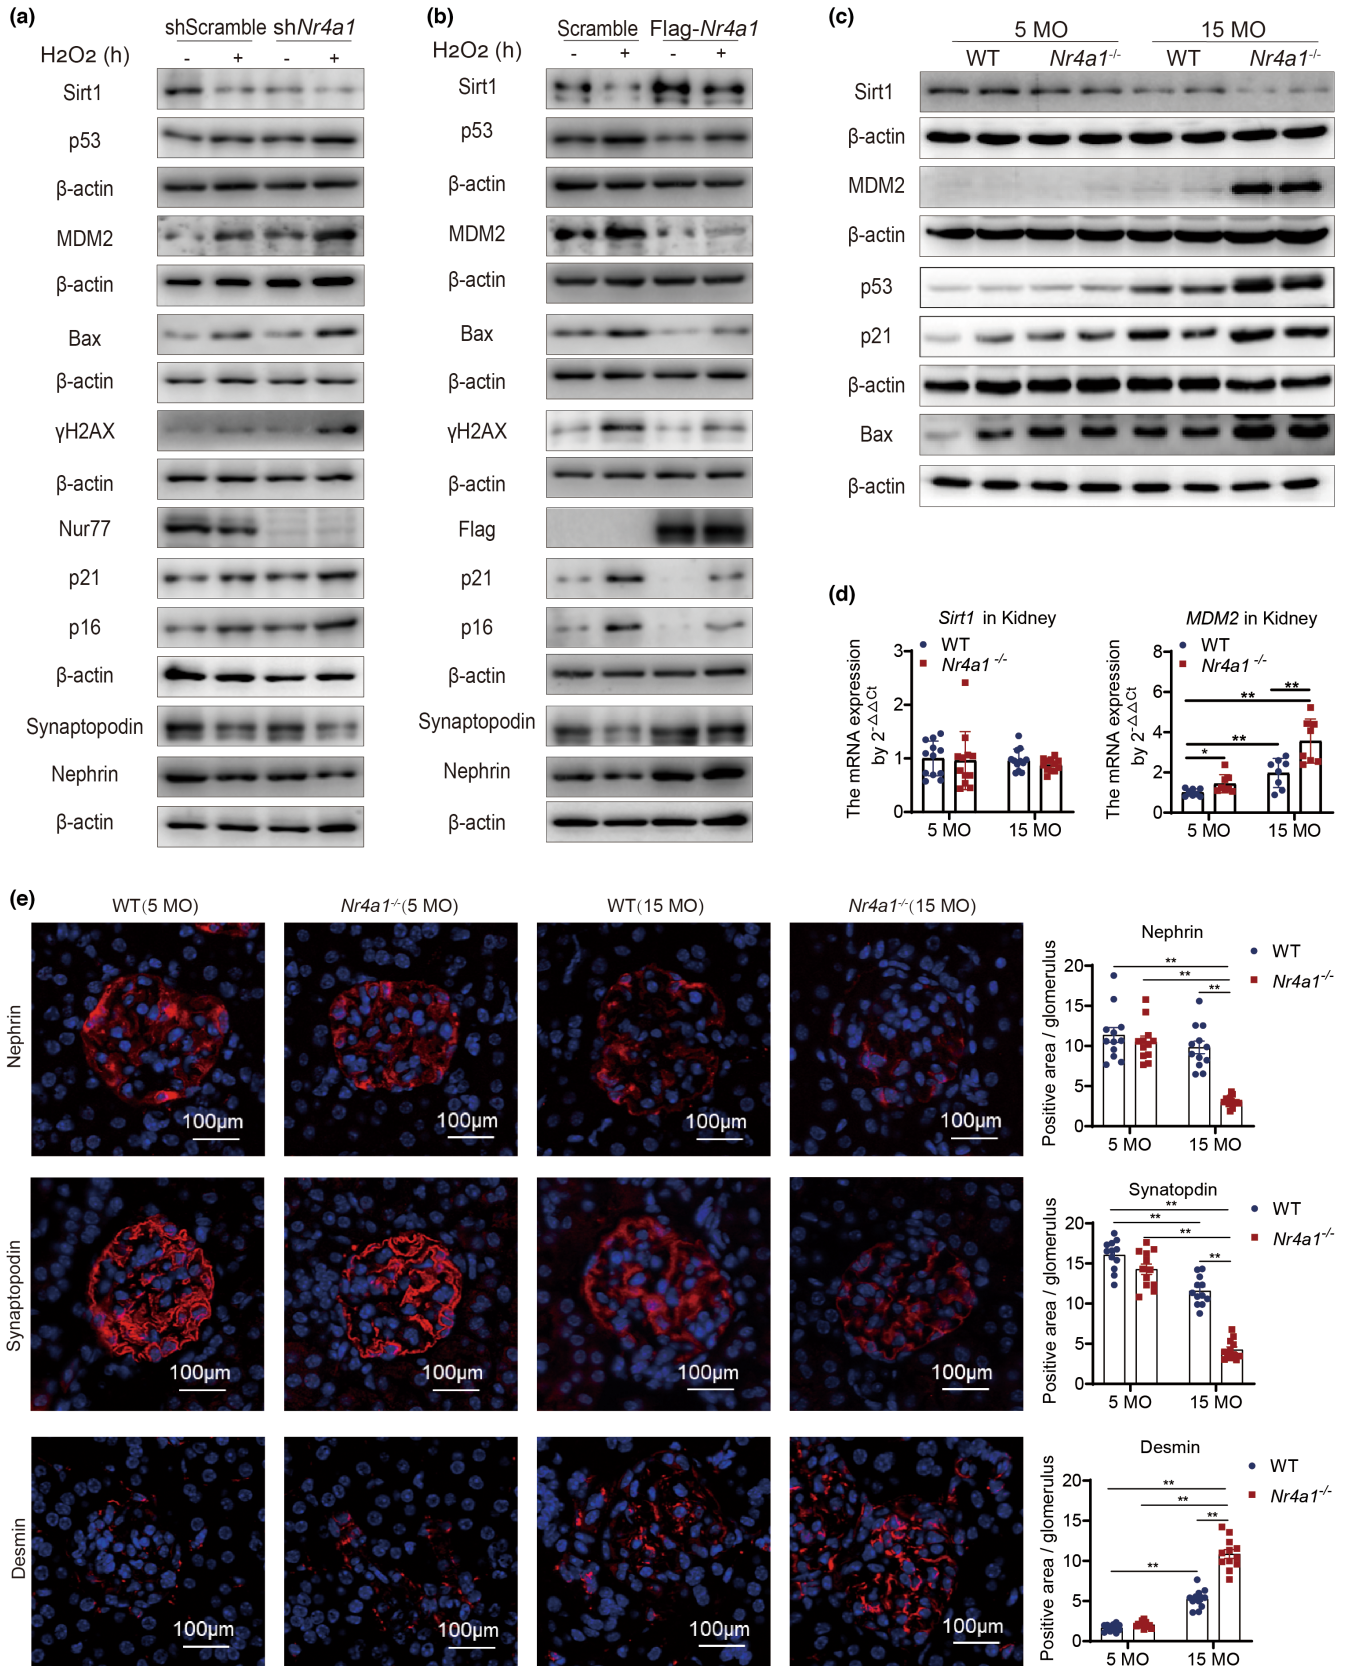 (a)
shScramble shNr4a1
H2O2 (h) - + - +
Sirt1
p53
β-actin
MDM2
β-actin
Bax
β-actin
γH2AX
β-actin
Nur77
p21
p16
β-actin
Synaptopodin
Nephrin
β-actin
(b)
Scramble Flag-Nr4a1
H2O2 (h) - + - +
Sirt1
p53
β-actin
MDM2
β-actin
Bax
β-actin
γH2AX
β-actin
Flag
p21
p16
β-actin
Synaptopodin
Nephrin
β-actin
(c)
5 MO 15 MO
WT Nr4a1-/- WT Nr4a1-/-
Sirt1
β-actin
MDM2
β-actin
p53
p21
β-actin
Bax
β-actin
(d)
Sirt1 in Kidney
WT
Nr4a1 -/-
The mRNA expression
by 2-△△Ct
3
2
1
0
5 MO 15 MO
MDM2 in Kidney
WT
Nr4a1 -/-
The mRNA expression
by 2-△△Ct
8
6
4
2
0
**
**
**
*
5 MO 15 MO
(e)
WT(5 MO) Nr4a1-/-(5 MO) WT(15 MO) Nr4a1-/-(15 MO)
Nephrin
100μm 100μm 100μm 100μm
Nephrin
WT
Nr4a1-/-
Positive area / glomerulus
20
15
10
5
0
**
**
**
5 MO 15 MO
Synaptopodin
100μm 100μm 100μm 100μm
Synatopdin
WT
Nr4a1-/-
Positive area / glomerulus
20
15
10
5
0
**
**
**
**
5 MO 15 MO
Desmin
100μm 100μm 100μm 100μm
Desmin
WT
Nr4a1-/-
Positive area / glomerulus
20
15
10
5
0
**
**
**
**
5 MO 15 MO